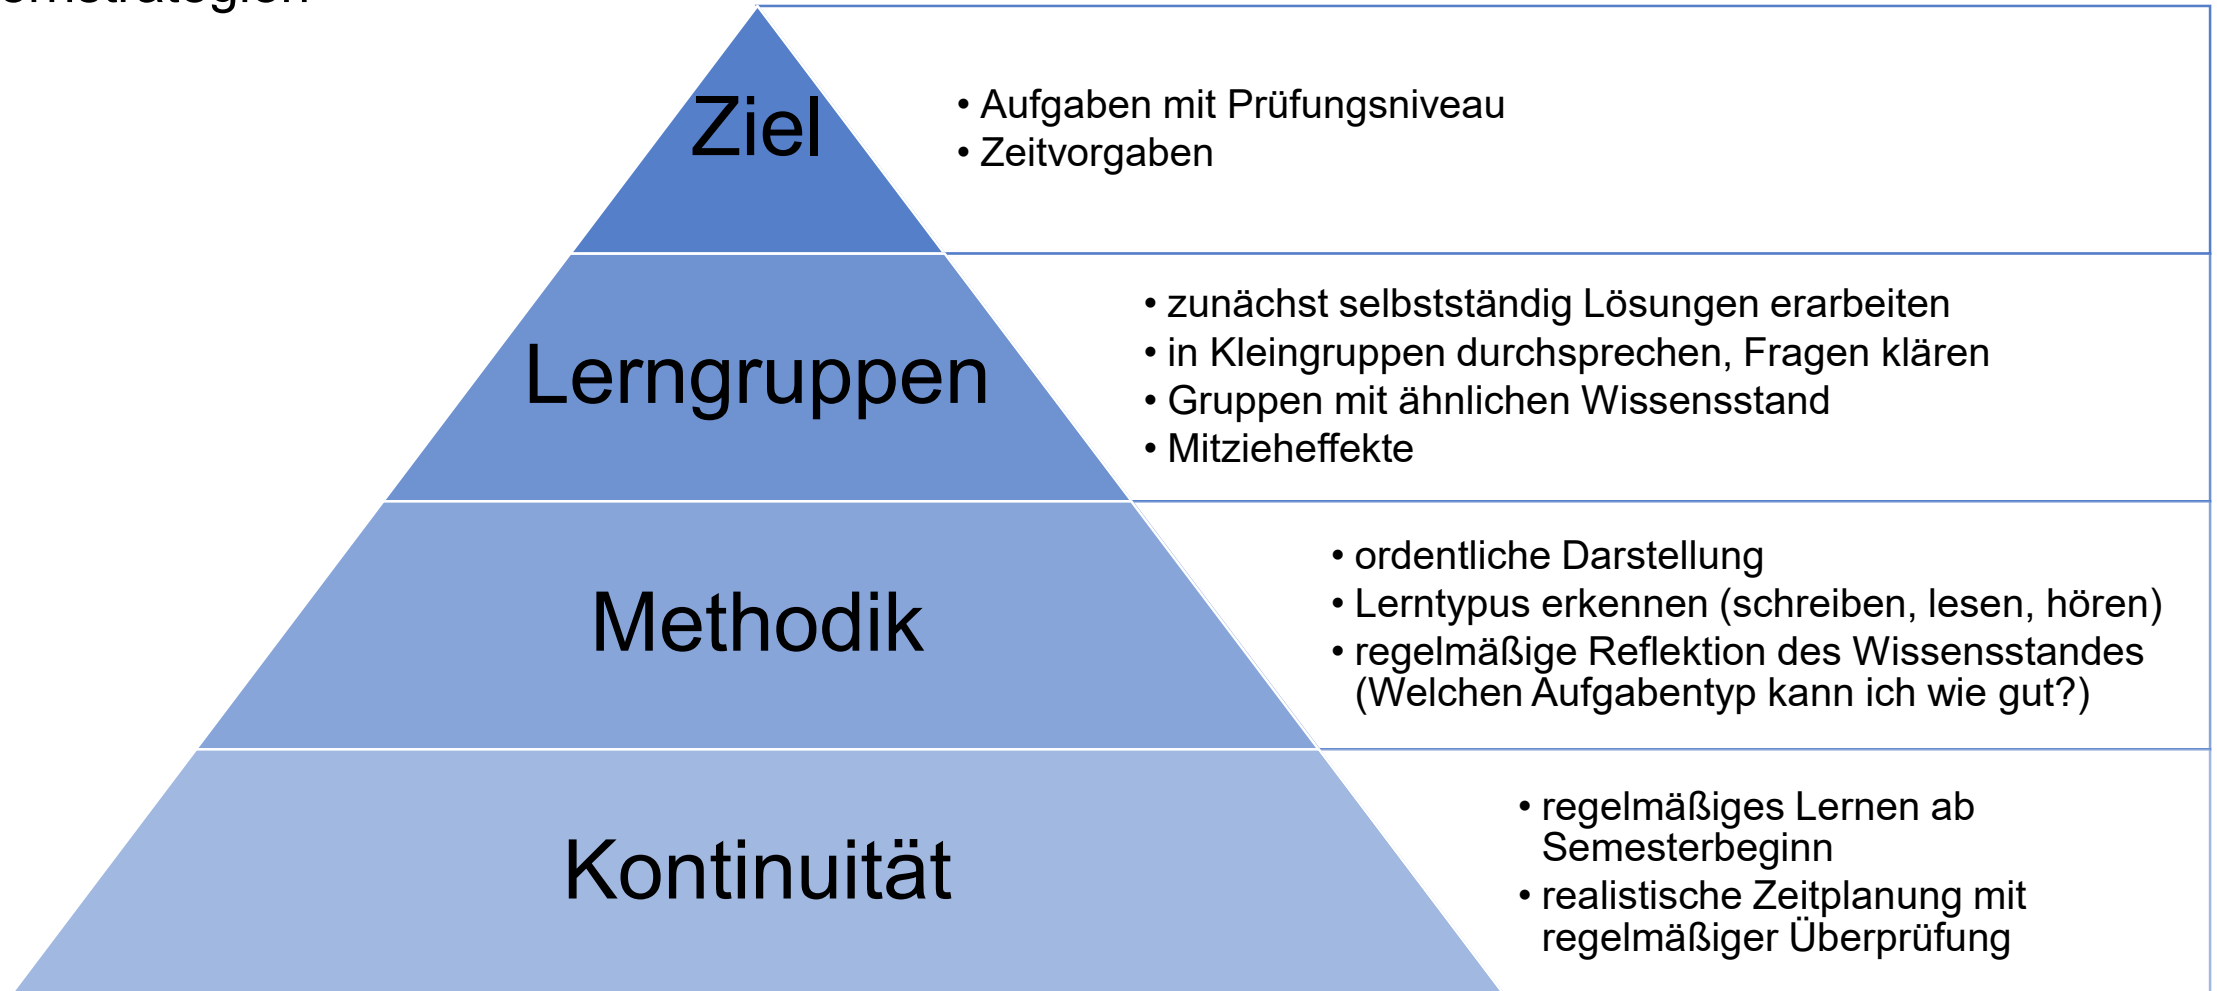 Ziel
• Aufgaben mit Prüfungsniveau
• Zeitvorgaben
Lerngruppen
• zunächst selbstständig Lösungen erarbeiten
• in Kleingruppen durchsprechen, Fragen klären
• Gruppen mit ähnlichen Wissensstand
• Mitzieheffekte
Methodik
• ordentliche Darstellung
• Lerntypus erkennen (schreiben, lesen, hören)
• regelmäßige Reflektion des Wissensstandes
(Welchen Aufgabentyp kann ich wie gut?)
Kontinuität
• regelmäßiges Lernen ab
Semesterbeginn
• realistische Zeitplanung mit
regelmäßiger Überprüfung